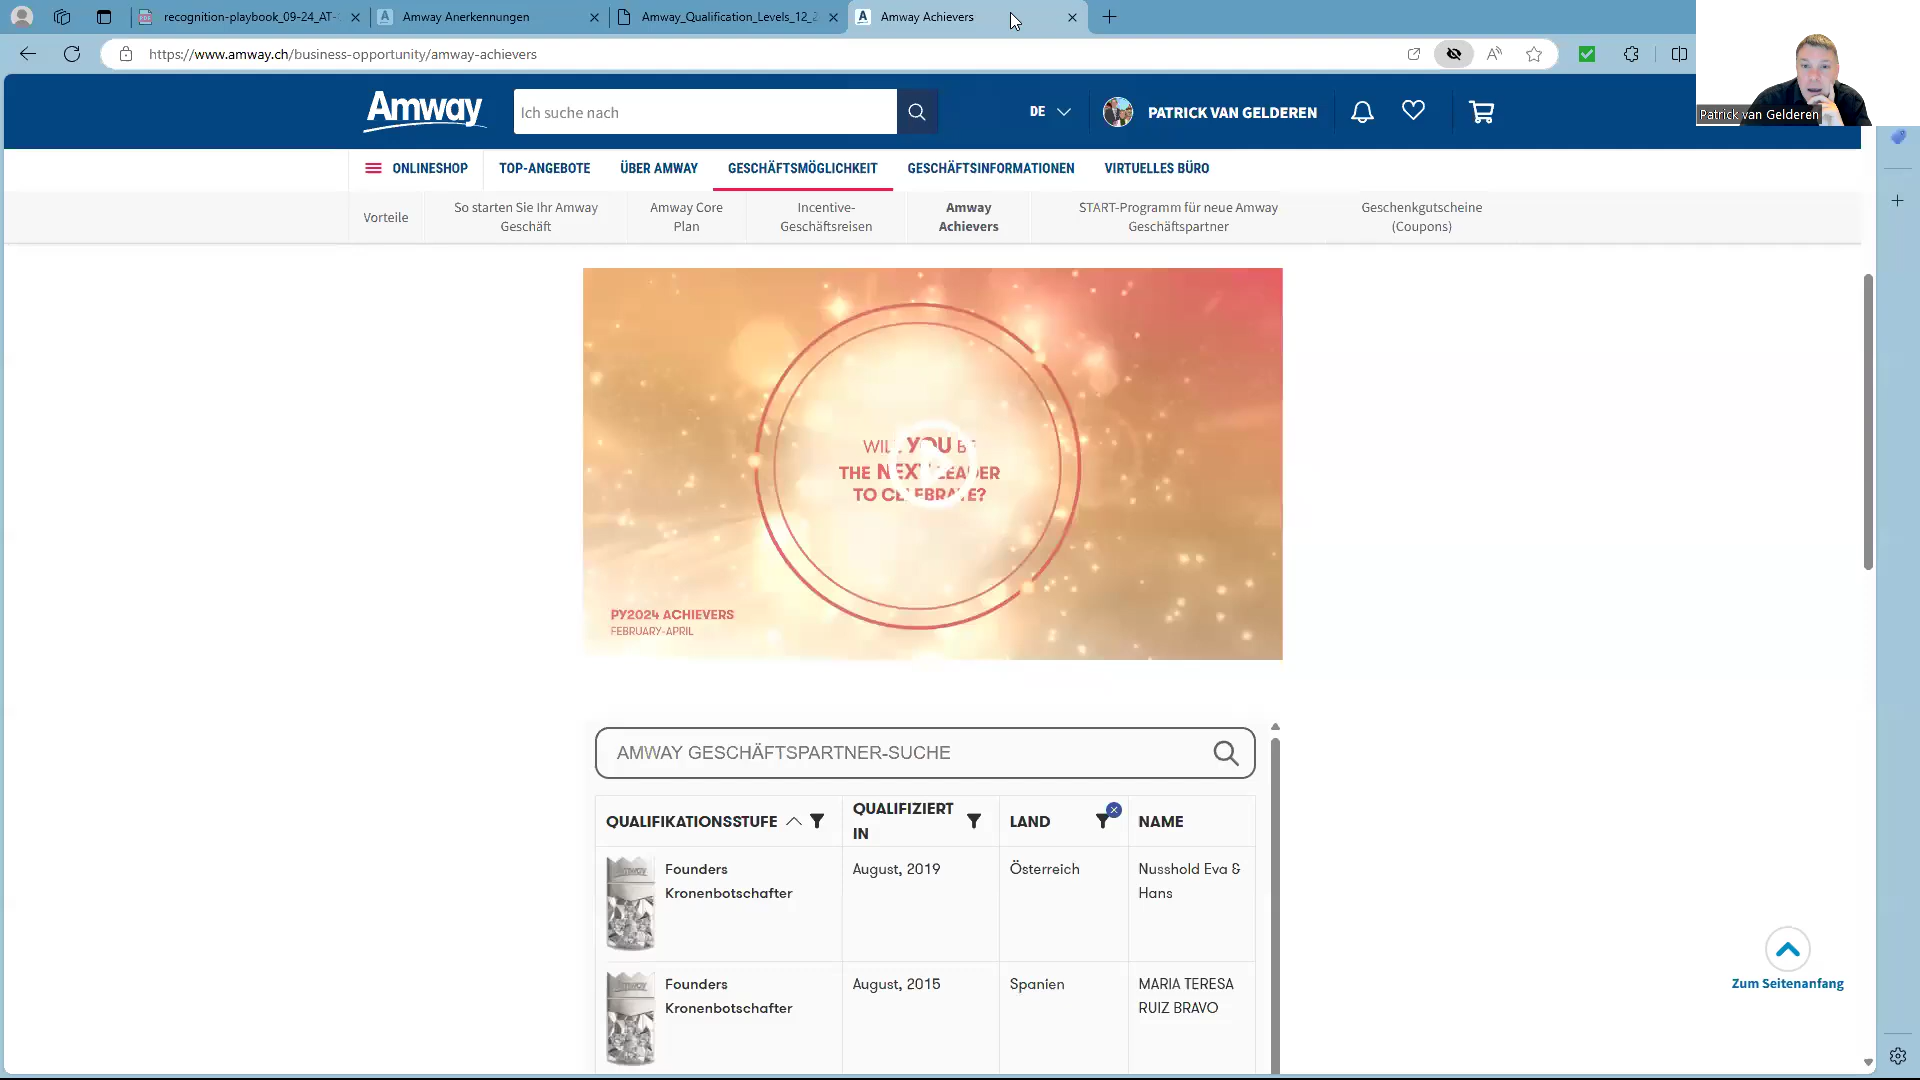 recognition-playbook_09-24_AT-
Amway Anerkennungen
Amway_Qualification_Levels_12_2
Amway Achievers
https://www.amway.ch/business-opportunity/amway-achievers
Patrick van Gelderen
Amway
Ich suche nach
DE
PATRICK VAN GELDEREN
ONLINESHOP
TOP-ANGEBOTE
ÜBER AMWAY
GESCHÄFTSMÖGLICHKEIT
GESCHÄFTSINFORMATIONEN
VIRTUELLES BÜRO
Vorteile
So starten Sie Ihr Amway
Geschäft
Amway Core
Plan
Incentive-
Geschäftsreisen
Amway
Achievers
START-Programm für neue Amway
Geschäftspartner
Geschenkgutscheine
(Coupons)
WILL YOU BE
THE NEXT LEADER
TO CELEBRATE?
PY2024 ACHIEVERS
FEBRUARY-APRIL
AMWAY GESCHÄFTSPARTNER-SUCHE
QUALIFIKATIONSSTUFE
QUALIFIZIERT
IN
LAND
NAME
Founders
Kronenbotschafter
August, 2019
Österreich
Nusshold Eva &
Hans
Founders
Kronenbotschafter
August, 2015
Spanien
MARIA TERESA
RUIZ BRAVO
Zum Seitenanfang